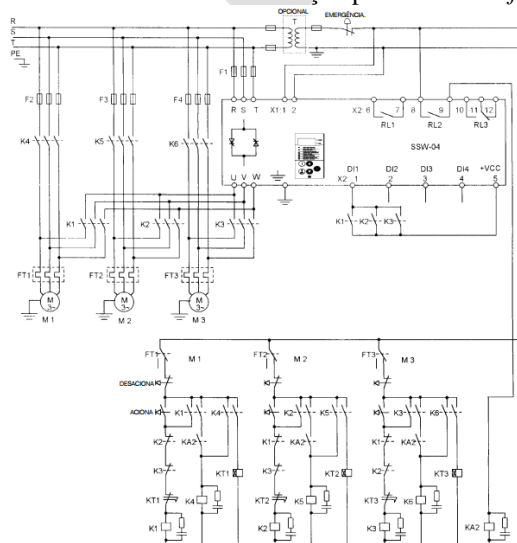 OPCIONAL
EMERGÊNCIA.
R
S
T
PE
T
F1
F2
F3
F4
R S T
X1:1 2
X2: 6 7 8 9 10 11 12
RL1
RL2
RL3
K4
K5
K6
SSW-04
U V W
DI1 DI2 DI3 DI4 +VCC
X2: 1 2 3 4 5
K1
K2
K3
K1
K2
K3
FT1
FT2
FT3
M
3~
M
3~
M
3~
M 1
M 2
M 3
FT1
M 1
FT2
M 2
FT3
M 3
DESACIONA
ACIONA
K1
K4
K2
K5
K3
K6
K2
KA2
K1
KA2
K1
KA2
K3
KT1
K3
KT2
K2
KT3
KT1
K4
KT2
K5
KT3
K6
K1
K2
K3
KA2